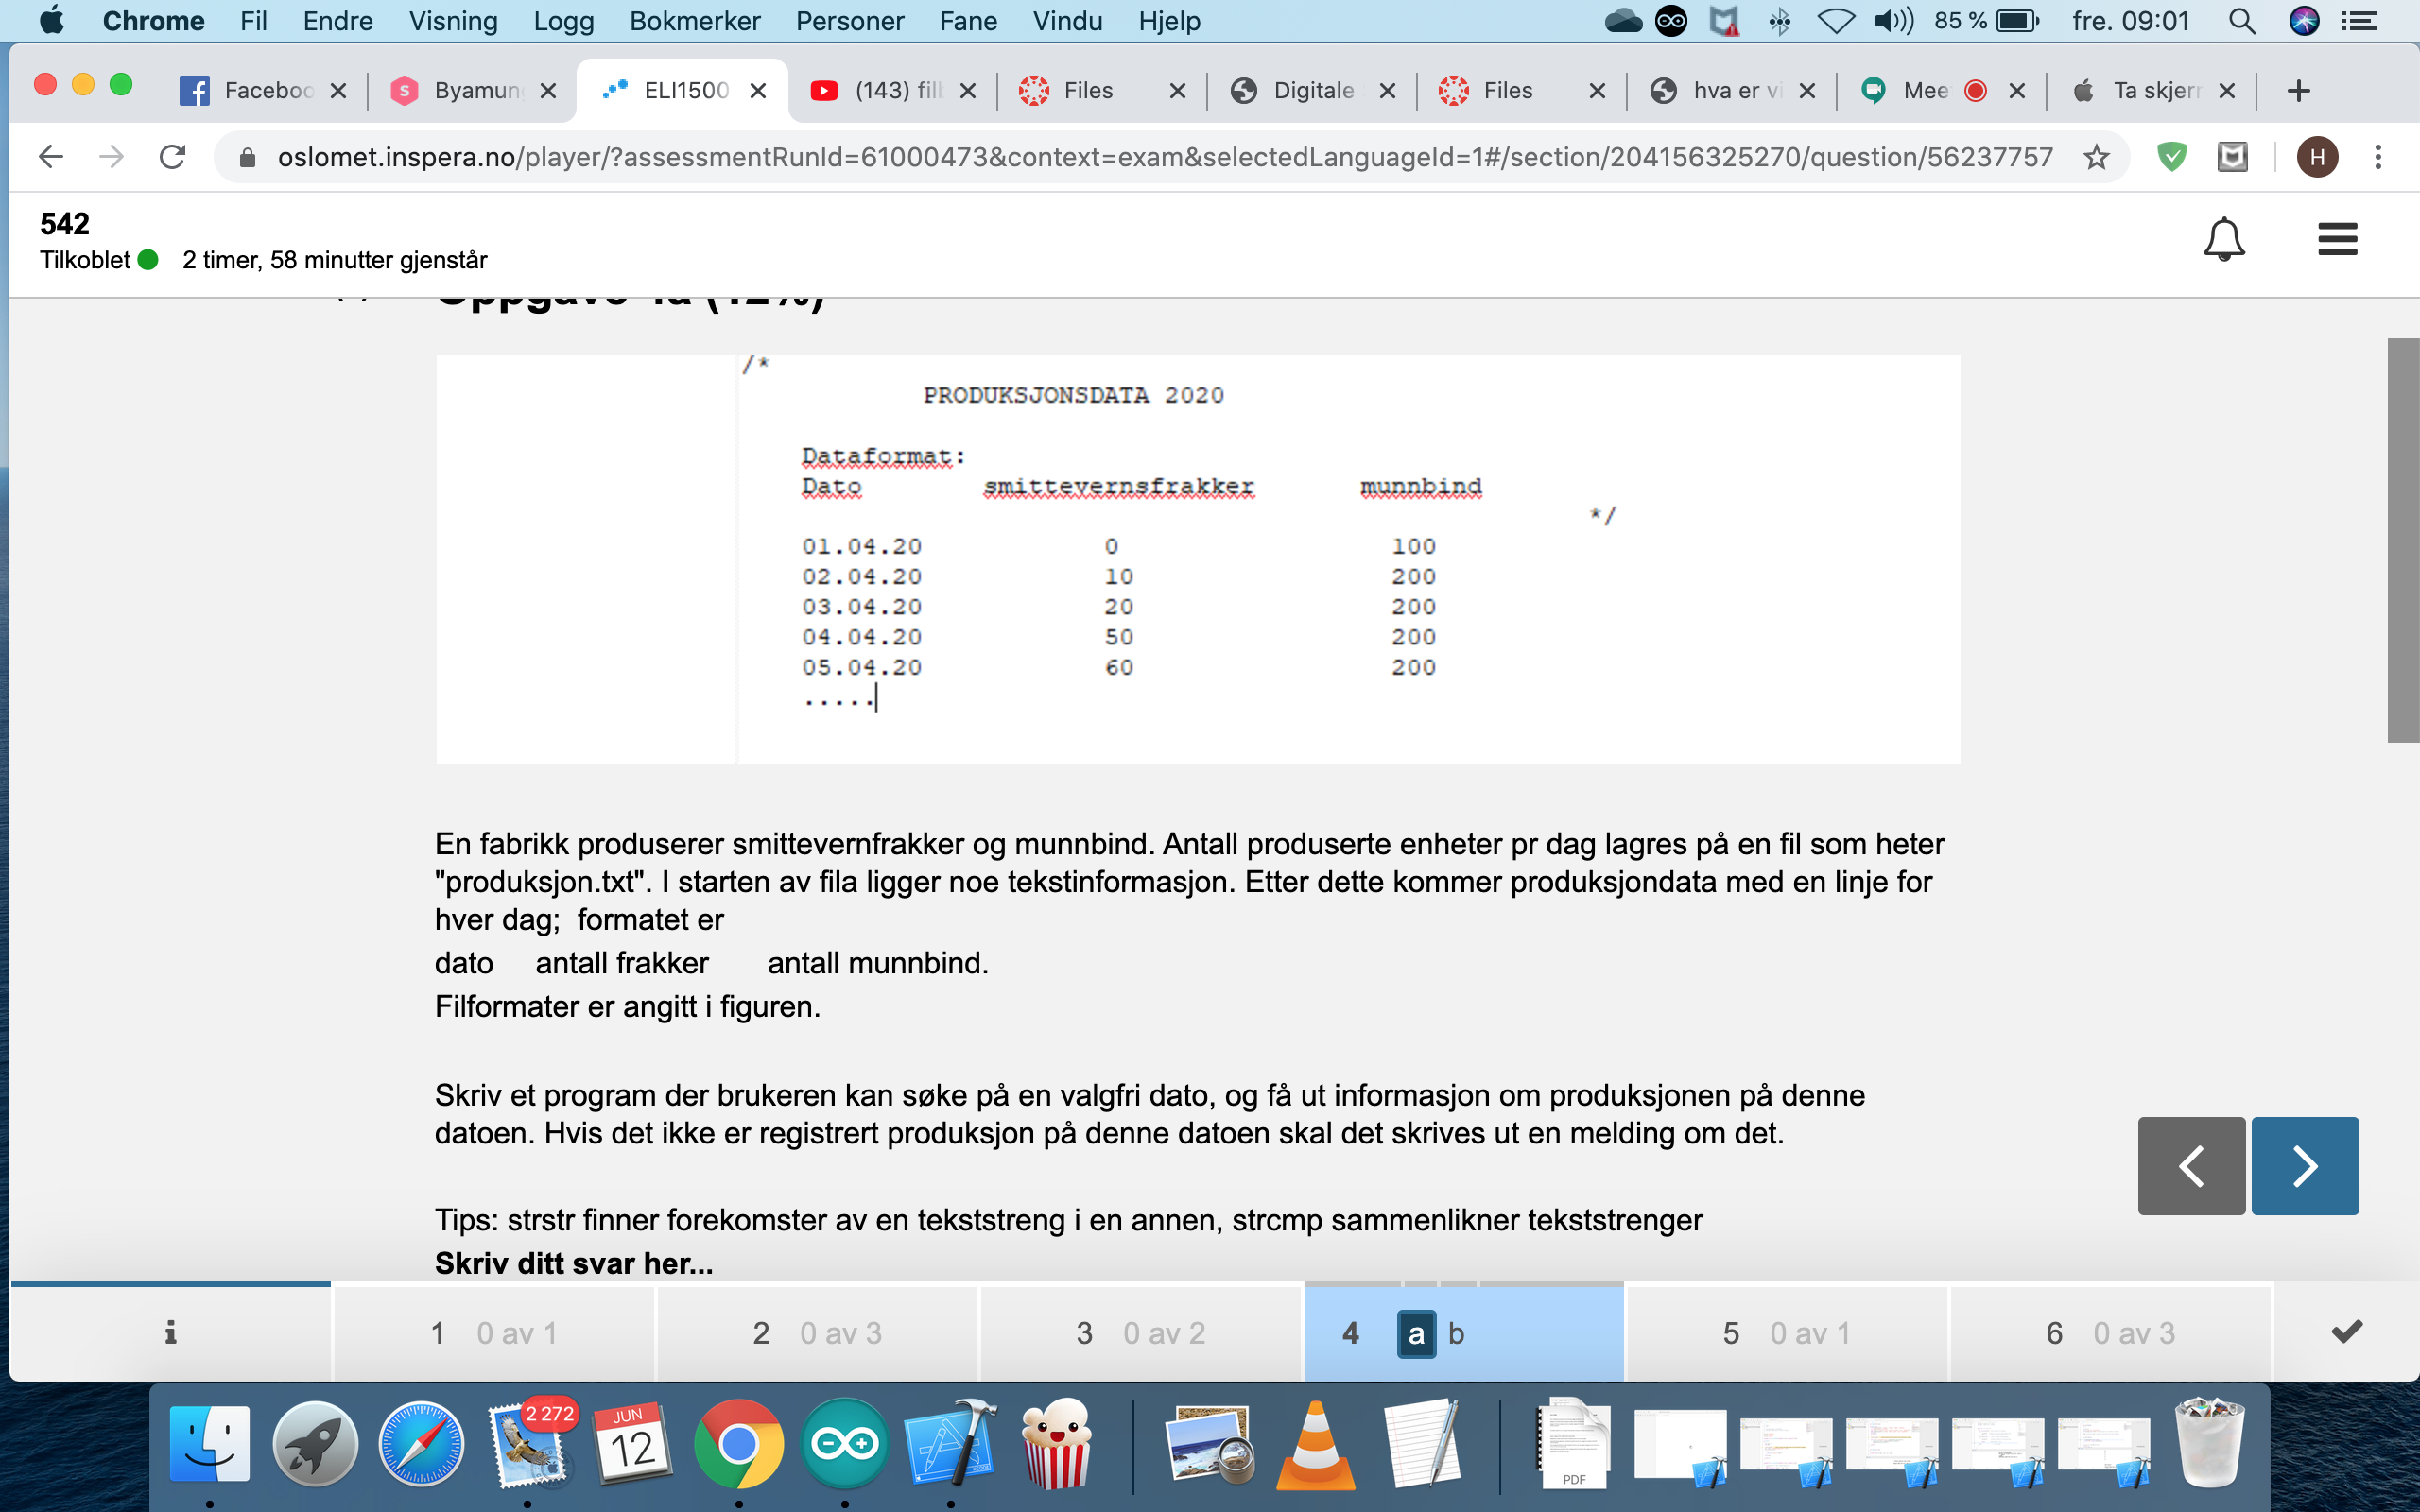 Chrome Fil Endre Visning Logg Bokmerker Personer Fane Vindu Hjelp 85 % fre. 09:01
Faceboo Byamun ELI1500 (143) fil Files Digitale Files hva er vi Mee Ta skjer
oslomet.inspera.no/player/?assessmentRunId=61000473&context=exam&selectedLanguageId=1#/section/204156325270/question/56237757
H
542
Tilkoblet 2 timer, 58 minutter gjenstår
/*
PRODUKSJONSDATA 2020
Dataformat:
Dato smittevernsfrakker munnbind
*/
01.04.20 0 100
02.04.20 10 200
03.04.20 20 200
04.04.20 50 200
05.04.20 60 200
.....
En fabrikk produserer smittevernfrakker og munnbind. Antall produserte enheter pr dag lagres på en fil som heter
"produksjon.txt". I starten av fila ligger noe tekstinformasjon. Etter dette kommer produksjondata med en linje for
hver dag; formatet er
dato antall frakker antall munnbind.
Filformater er angitt i figuren.
Skriv et program der brukeren kan søke på en valgfri dato, og få ut informasjon om produksjonen på denne
datoen. Hvis det ikke er registrert produksjon på denne datoen skal det skrives ut en melding om det.
Tips: strstr finner forekomster av en tekststreng i en annen, strcmp sammenlikner tekststrenger
Skriv ditt svar her...
i 1 0 av 1 2 0 av 3 3 0 av 2 4 a b 5 0 av 1 6 0 av 3
2 272
JUN
12
PDF